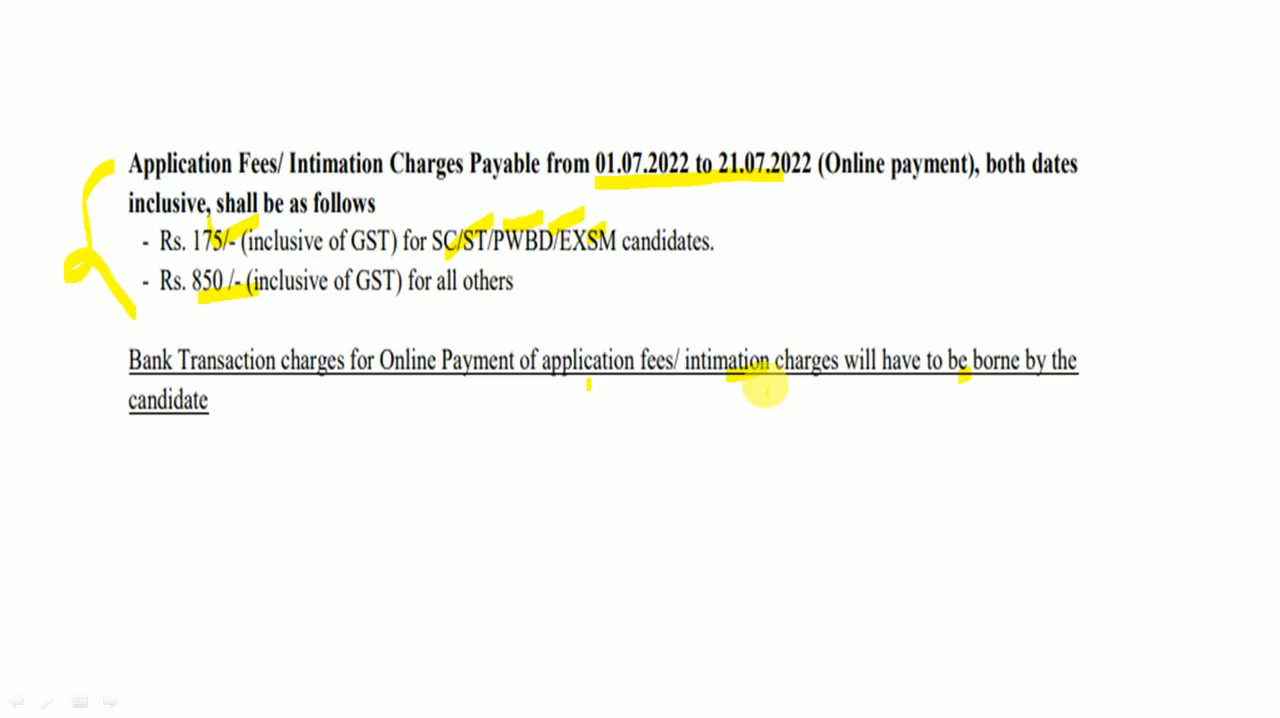 Application Fees/ Intimation Charges Payable from 01.07.2022 to 21.07.2022 (Online payment), both dates
inclusive, shall be as follows
- Rs. 175/- (inclusive of GST) for SC/ST/PWBD/EXSM candidates.
- Rs. 850 /- (inclusive of GST) for all others
Bank Transaction charges for Online Payment of application fees/ intimation charges will have to be borne by the
candidate